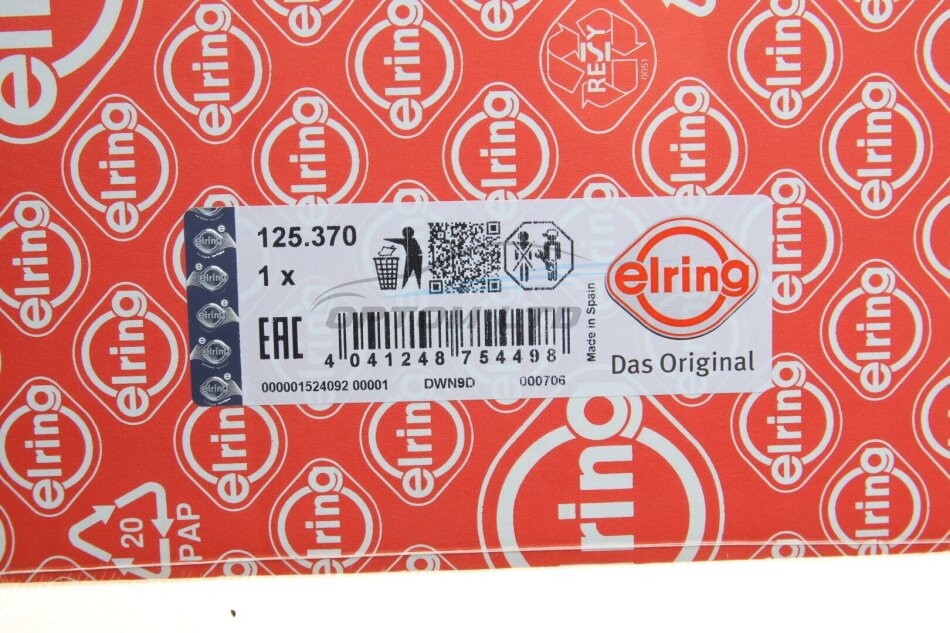 125.370
1 x
EAC
4 041248 754498
000001524092 00001 DWN9D 000706
Made in Spain
elring
Das Original
RESY
0051
20
PAP
elring